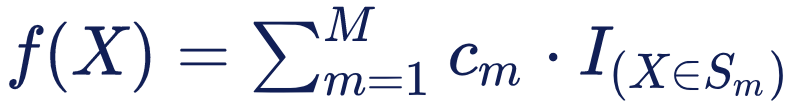 f(X) = ∑_{m=1}^{M} c_m · I_{(X∈S_m)}